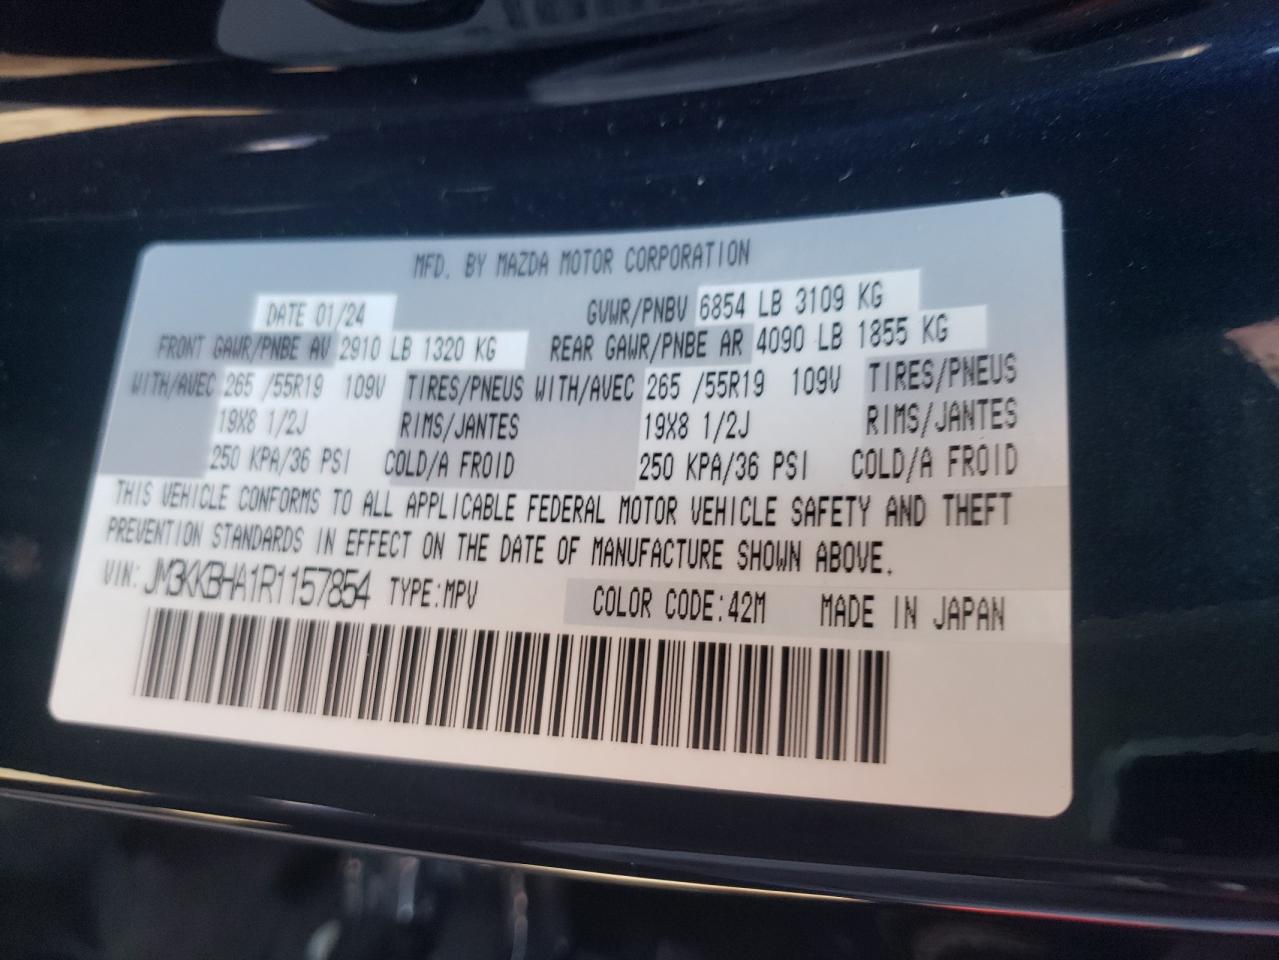 MFD. BY MAZDA MOTOR CORPORATION
DATE 01/24 GVWR/PNBV 6854 LB 3109 KG
FRONT GAWR/PNBE AV 2910 LB 1320 KG REAR GAWR/PNBE AR 4090 LB 1855 KG
WITH/AVEC 265 /55R19 109V TIRES/PNEUS WITH/AVEC 265 /55R19 109V TIRES/PNEUS
19X8 1/2J RIMS/JANTES 19X8 1/2J RIMS/JANTES
250 KPA/36 PSI COLD/A FROID 250 KPA/36 PSI COLD/A FROID
THIS VEHICLE CONFORMS TO ALL APPLICABLE FEDERAL MOTOR VEHICLE SAFETY AND THEFT
PREVENTION STANDARDS IN EFFECT ON THE DATE OF MANUFACTURE SHOWN ABOVE.
VIN: JM3KKBHA1R1157854 TYPE:MPV COLOR CODE:42M MADE IN JAPAN